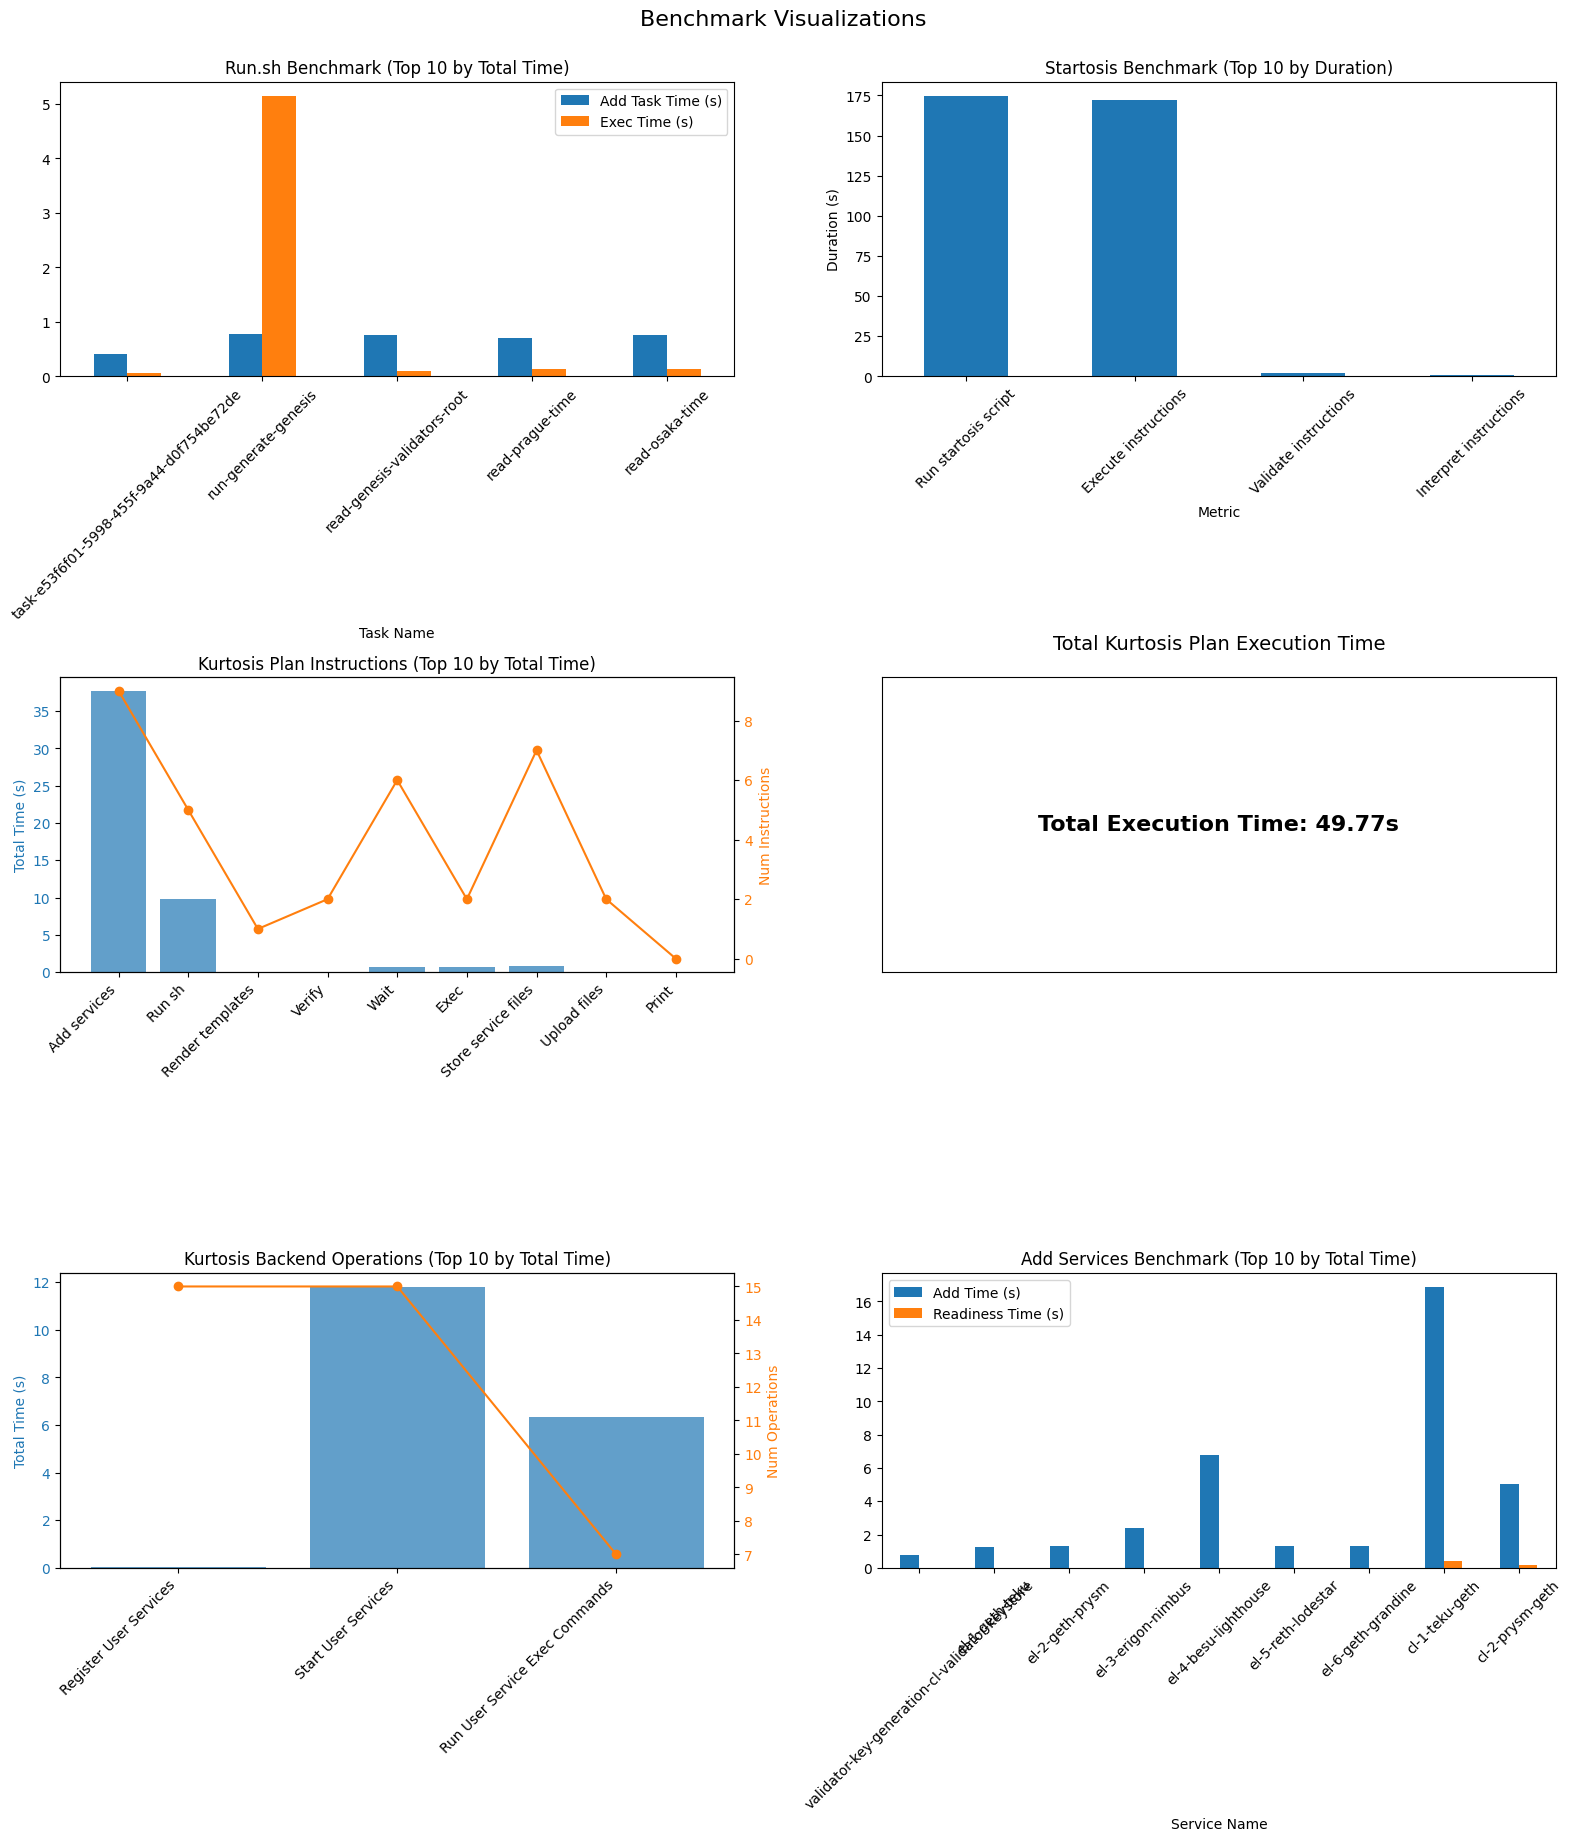 Benchmark Visualizations
Run.sh Benchmark (Top 10 by Total Time)
5
4
3
2
1
0
Add Task Time (s)
Exec Time (s)
task-e53f6f01-5998-455f-9a44-d0f754be72de
run-generate-genesis
read-genesis-validators-root
read-prague-time
read-osaka-time
Task Name
Startosis Benchmark (Top 10 by Duration)
Duration (s)
175
150
125
100
75
50
25
0
Run startosis script
Execute instructions
Validate instructions
Interpret instructions
Metric
Kurtosis Plan Instructions (Top 10 by Total Time)
Total Time (s)
35
30
25
20
15
10
5
0
8
6
4
2
0
Num Instructions
Add services
Run sh
Render templates
Verify
Wait
Exec
Store service files
Upload files
Print
Total Kurtosis Plan Execution Time
Total Execution Time: 49.77s
Kurtosis Backend Operations (Top 10 by Total Time)
Total Time (s)
12
10
8
6
4
2
0
15
14
13
12
11
10
9
8
7
Num Operations
Register User Services
Start User Services
Run User Service Exec Commands
Add Services Benchmark (Top 10 by Total Time)
16
14
12
10
8
6
4
2
0
Add Time (s)
Readiness Time (s)
validator-key-generation-cl-validator-keystore
el-1-geth-teku
el-2-geth-prysm
el-3-erigon-nimbus
el-4-besu-lighthouse
el-5-reth-lodestar
el-6-geth-grandine
cl-1-teku-geth
cl-2-prysm-geth
Service Name